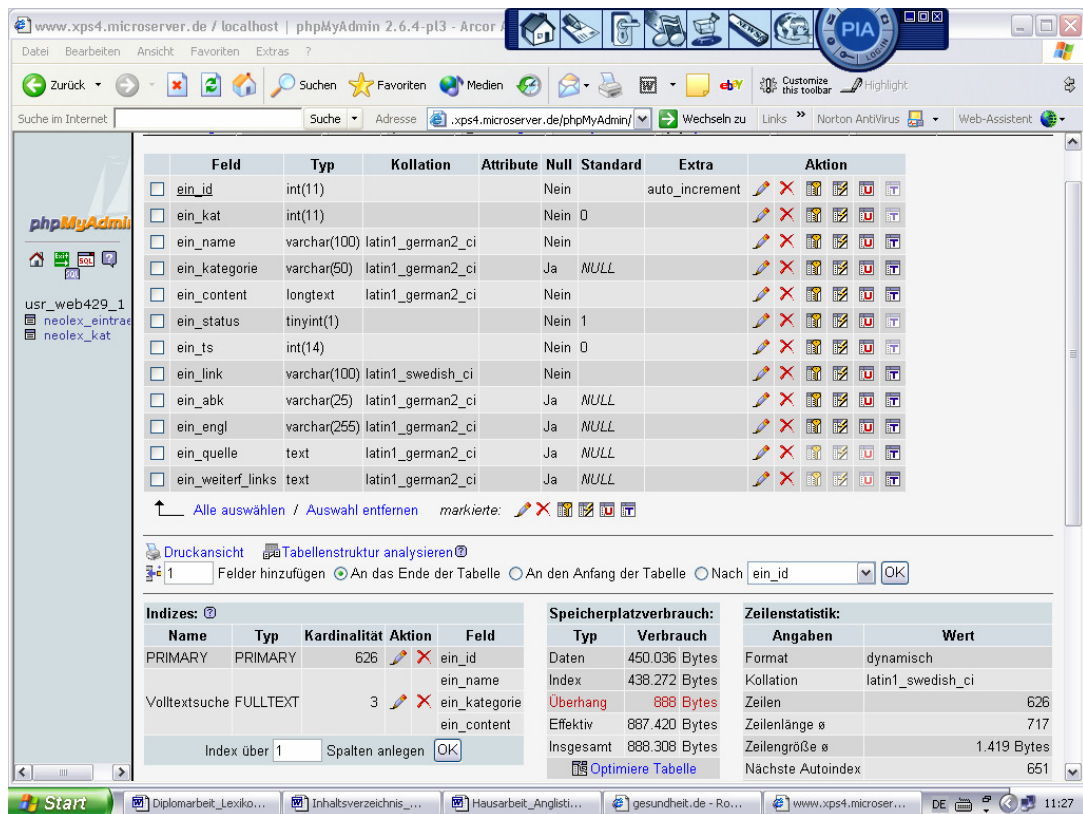 www.xps4.microserver.de / localhost | phpMyAdmin 2.6.4-pl3 - Arcor
PIA
LOGIN
Datei Bearbeiten Ansicht Favoriten Extras ?
Zurück Suchen Favoriten Medien W ebY Customize this toolbar Highlight
Suche im Internet Suche Adresse .xps4.microserver.de/phpMyAdmin/ Wechseln zu Links » Norton AntiVirus Web-Assistent
phpMyAdmi
Exit SQL ?
SQL
usr_web429_1
neolex_eintrae
neolex_kat
Feld Typ Kollation Attribute Null Standard Extra Aktion
ein_id int(11) Nein auto_increment
ein_kat int(11) Nein 0
ein_name varchar(100) latin1_german2_ci Nein
ein_kategorie varchar(50) latin1_german2_ci Ja NULL
ein_content longtext latin1_german2_ci Nein
ein_status tinyint(1) Nein 1
ein_ts int(14) Nein 0
ein_link varchar(100) latin1_swedish_ci Nein
ein_abk varchar(25) latin1_german2_ci Ja NULL
ein_engl varchar(255) latin1_german2_ci Ja NULL
ein_quelle text latin1_german2_ci Ja NULL
ein_weiterf_links text latin1_german2_ci Ja NULL
Alle auswählen / Auswahl entfernen markierte:
Druckansicht Tabellenstruktur analysieren
1 Felder hinzufügen An das Ende der Tabelle An den Anfang der Tabelle Nach ein_id OK
Indizes:
Name Typ Kardinalität Aktion Feld
PRIMARY PRIMARY 626 ein_id
ein_name
Volltextsuche FULLTEXT 3 ein_kategorie
ein_content
Index über 1 Spalten anlegen OK
Speicherplatzverbrauch:
Typ Verbrauch
Daten 450.036 Bytes
Index 438.272 Bytes
Überhang 888 Bytes
Effektiv 887.420 Bytes
Insgesamt 888.308 Bytes
Optimiere Tabelle
Zeilenstatistik:
Angaben Wert
Format dynamisch
Kollation latin1_swedish_ci
Zeilen 626
Zeilenlänge ø 717
Zeilengröße ø 1.419 Bytes
Nächste Autoindex 651
Start Diplomarbeit_Lexiko... Inhaltsverzeichnis_... Hausarbeit_Anglisti... gesundheit.de - Ro... www.xps4.microser... DE 11:27